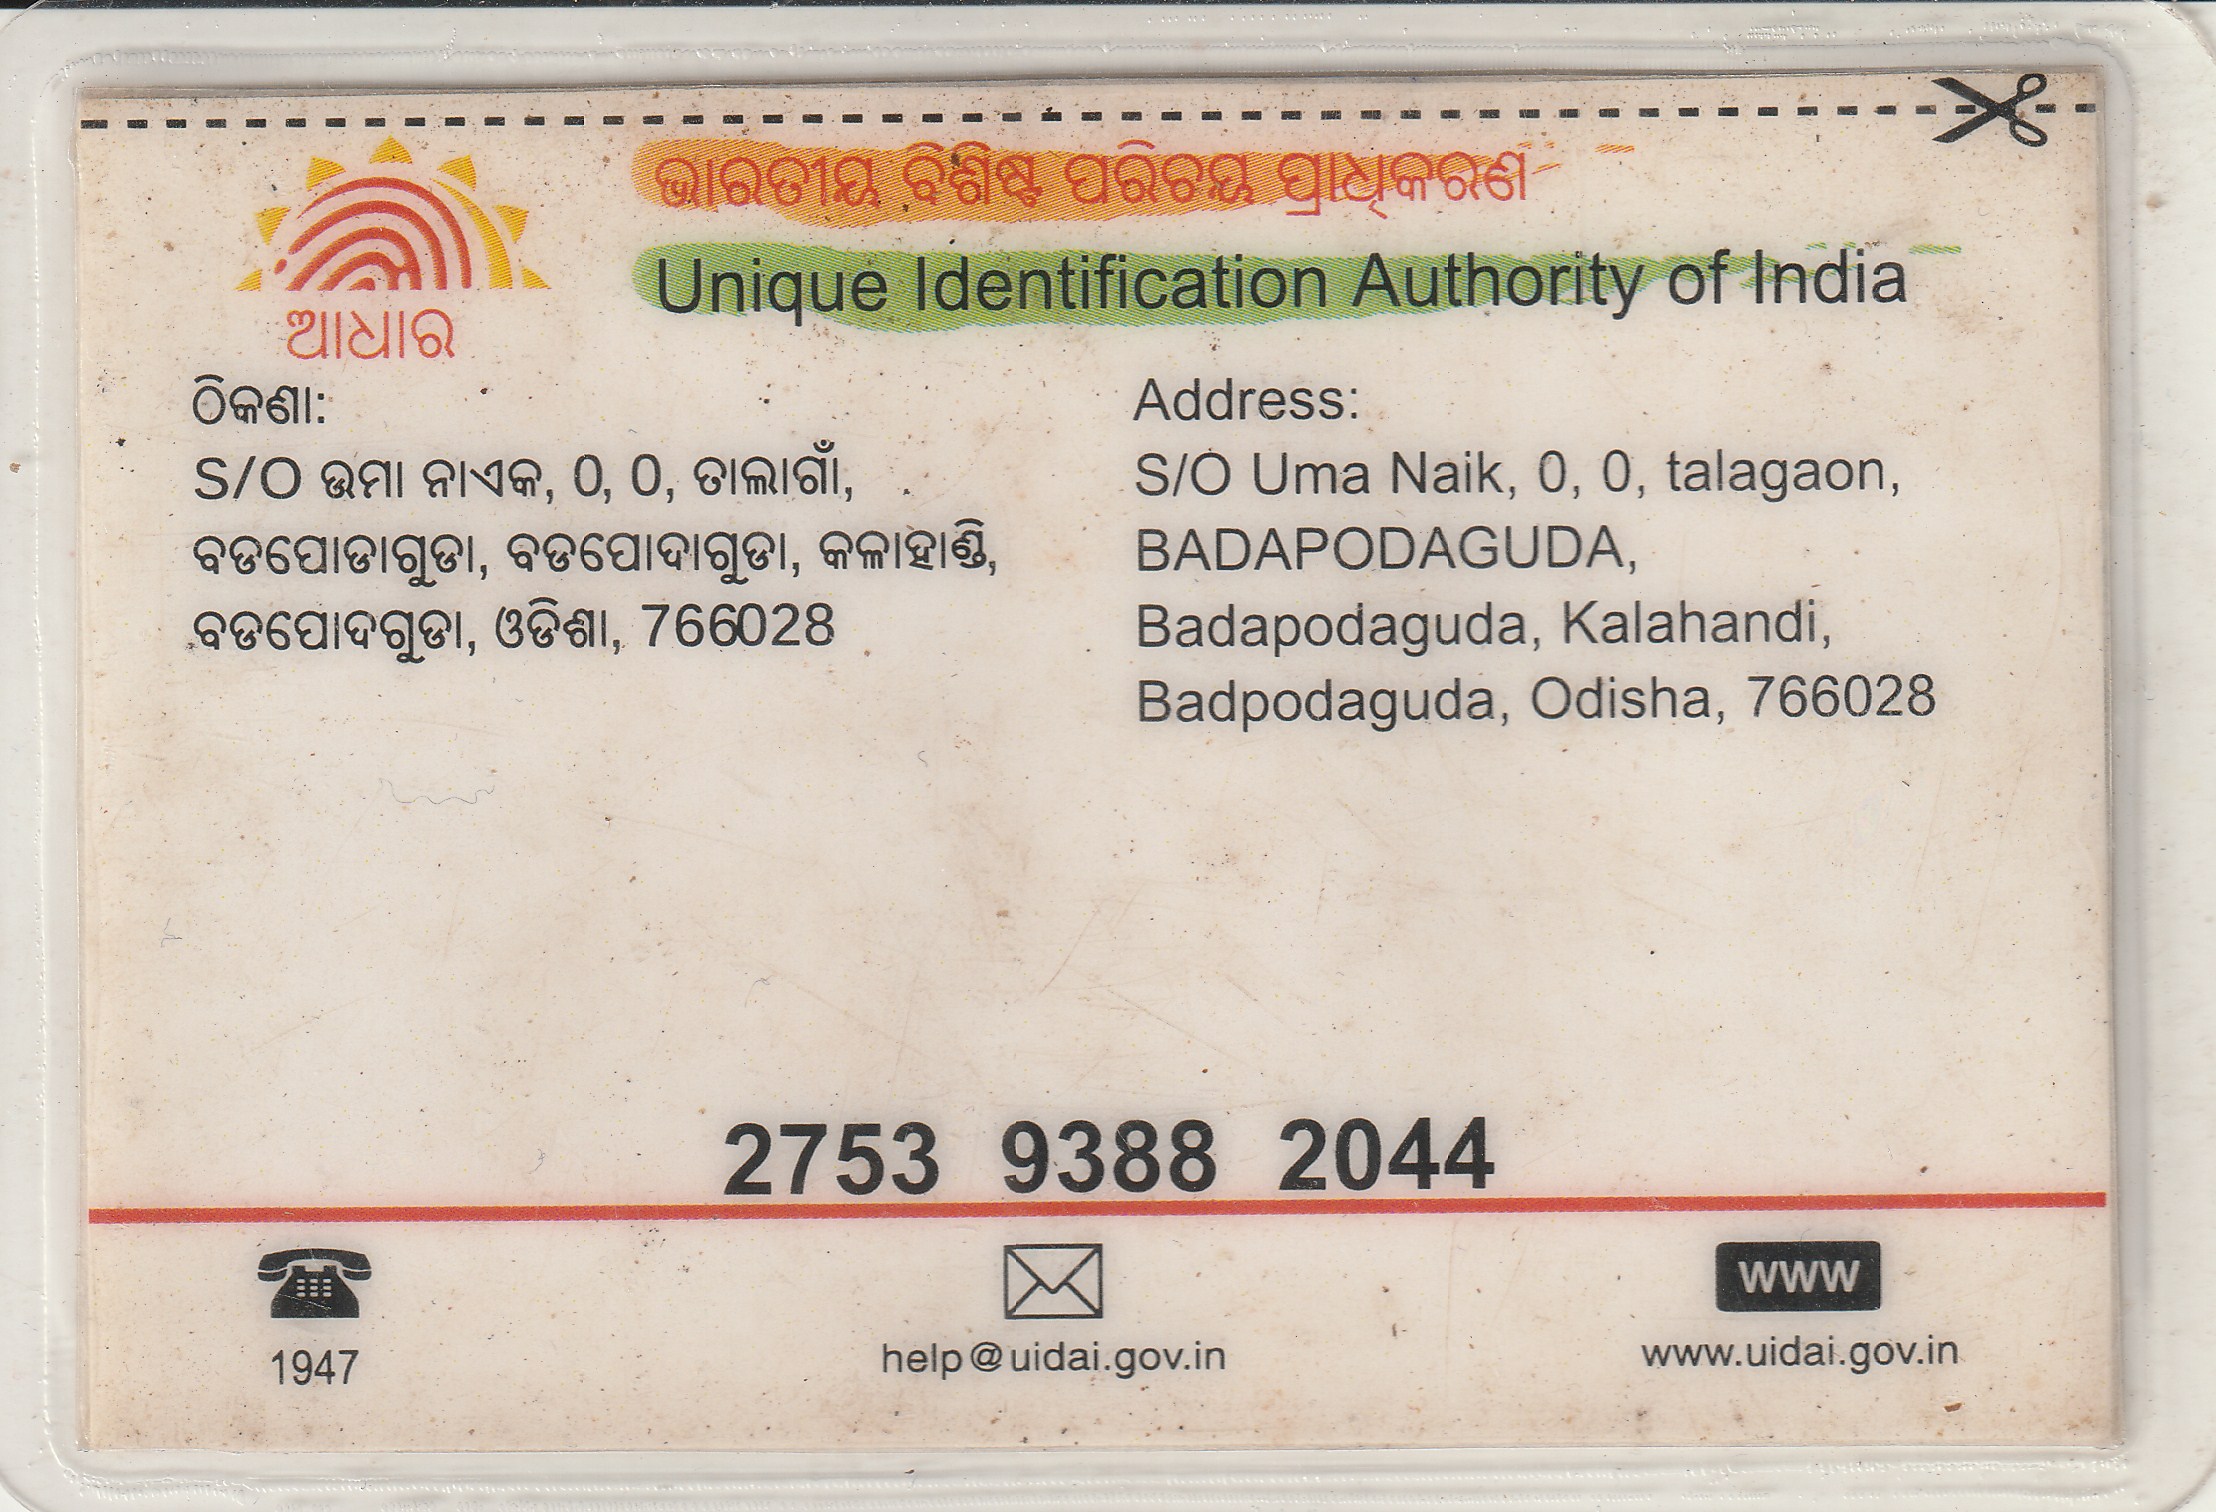 ଭାରତୀୟ ବିଶିଷ୍ଟ ପରିଚୟ ପ୍ରାଧିକରଣ
Unique Identification Authority of India
ଆଧାର
ଠିକଣା:
S/O ଉମା ନାଏକ, 0, 0, ତାଲାଗାଁ,
ବଡପୋଡାଗୁଡା, ବଡପୋଦାଗୁଡା, କଳାହାଣ୍ଡି,
ବଡପୋଦଗୁଡା, ଓଡିଶା, 766028
Address:
S/O Uma Naik, 0, 0, talagaon,
BADAPODAGUDA,
Badapodaguda, Kalahandi,
Badpodaguda, Odisha, 766028
2753 9388 2044
1947
help@uidai.gov.in
www
www.uidai.gov.in